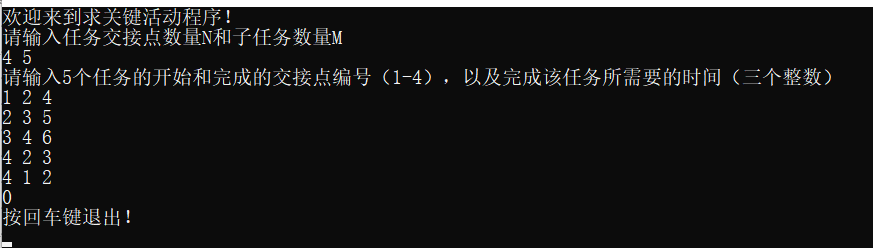 欢迎来到求关键活动程序！
请输入任务交接点数量N和子任务数量M
4 5
请输入5个任务的开始和完成的交接点编号（1-4），以及完成该任务所需要的时间（三个整数）
1 2 4
2 3 5
3 4 6
4 2 3
4 1 2
0
按回车键退出！